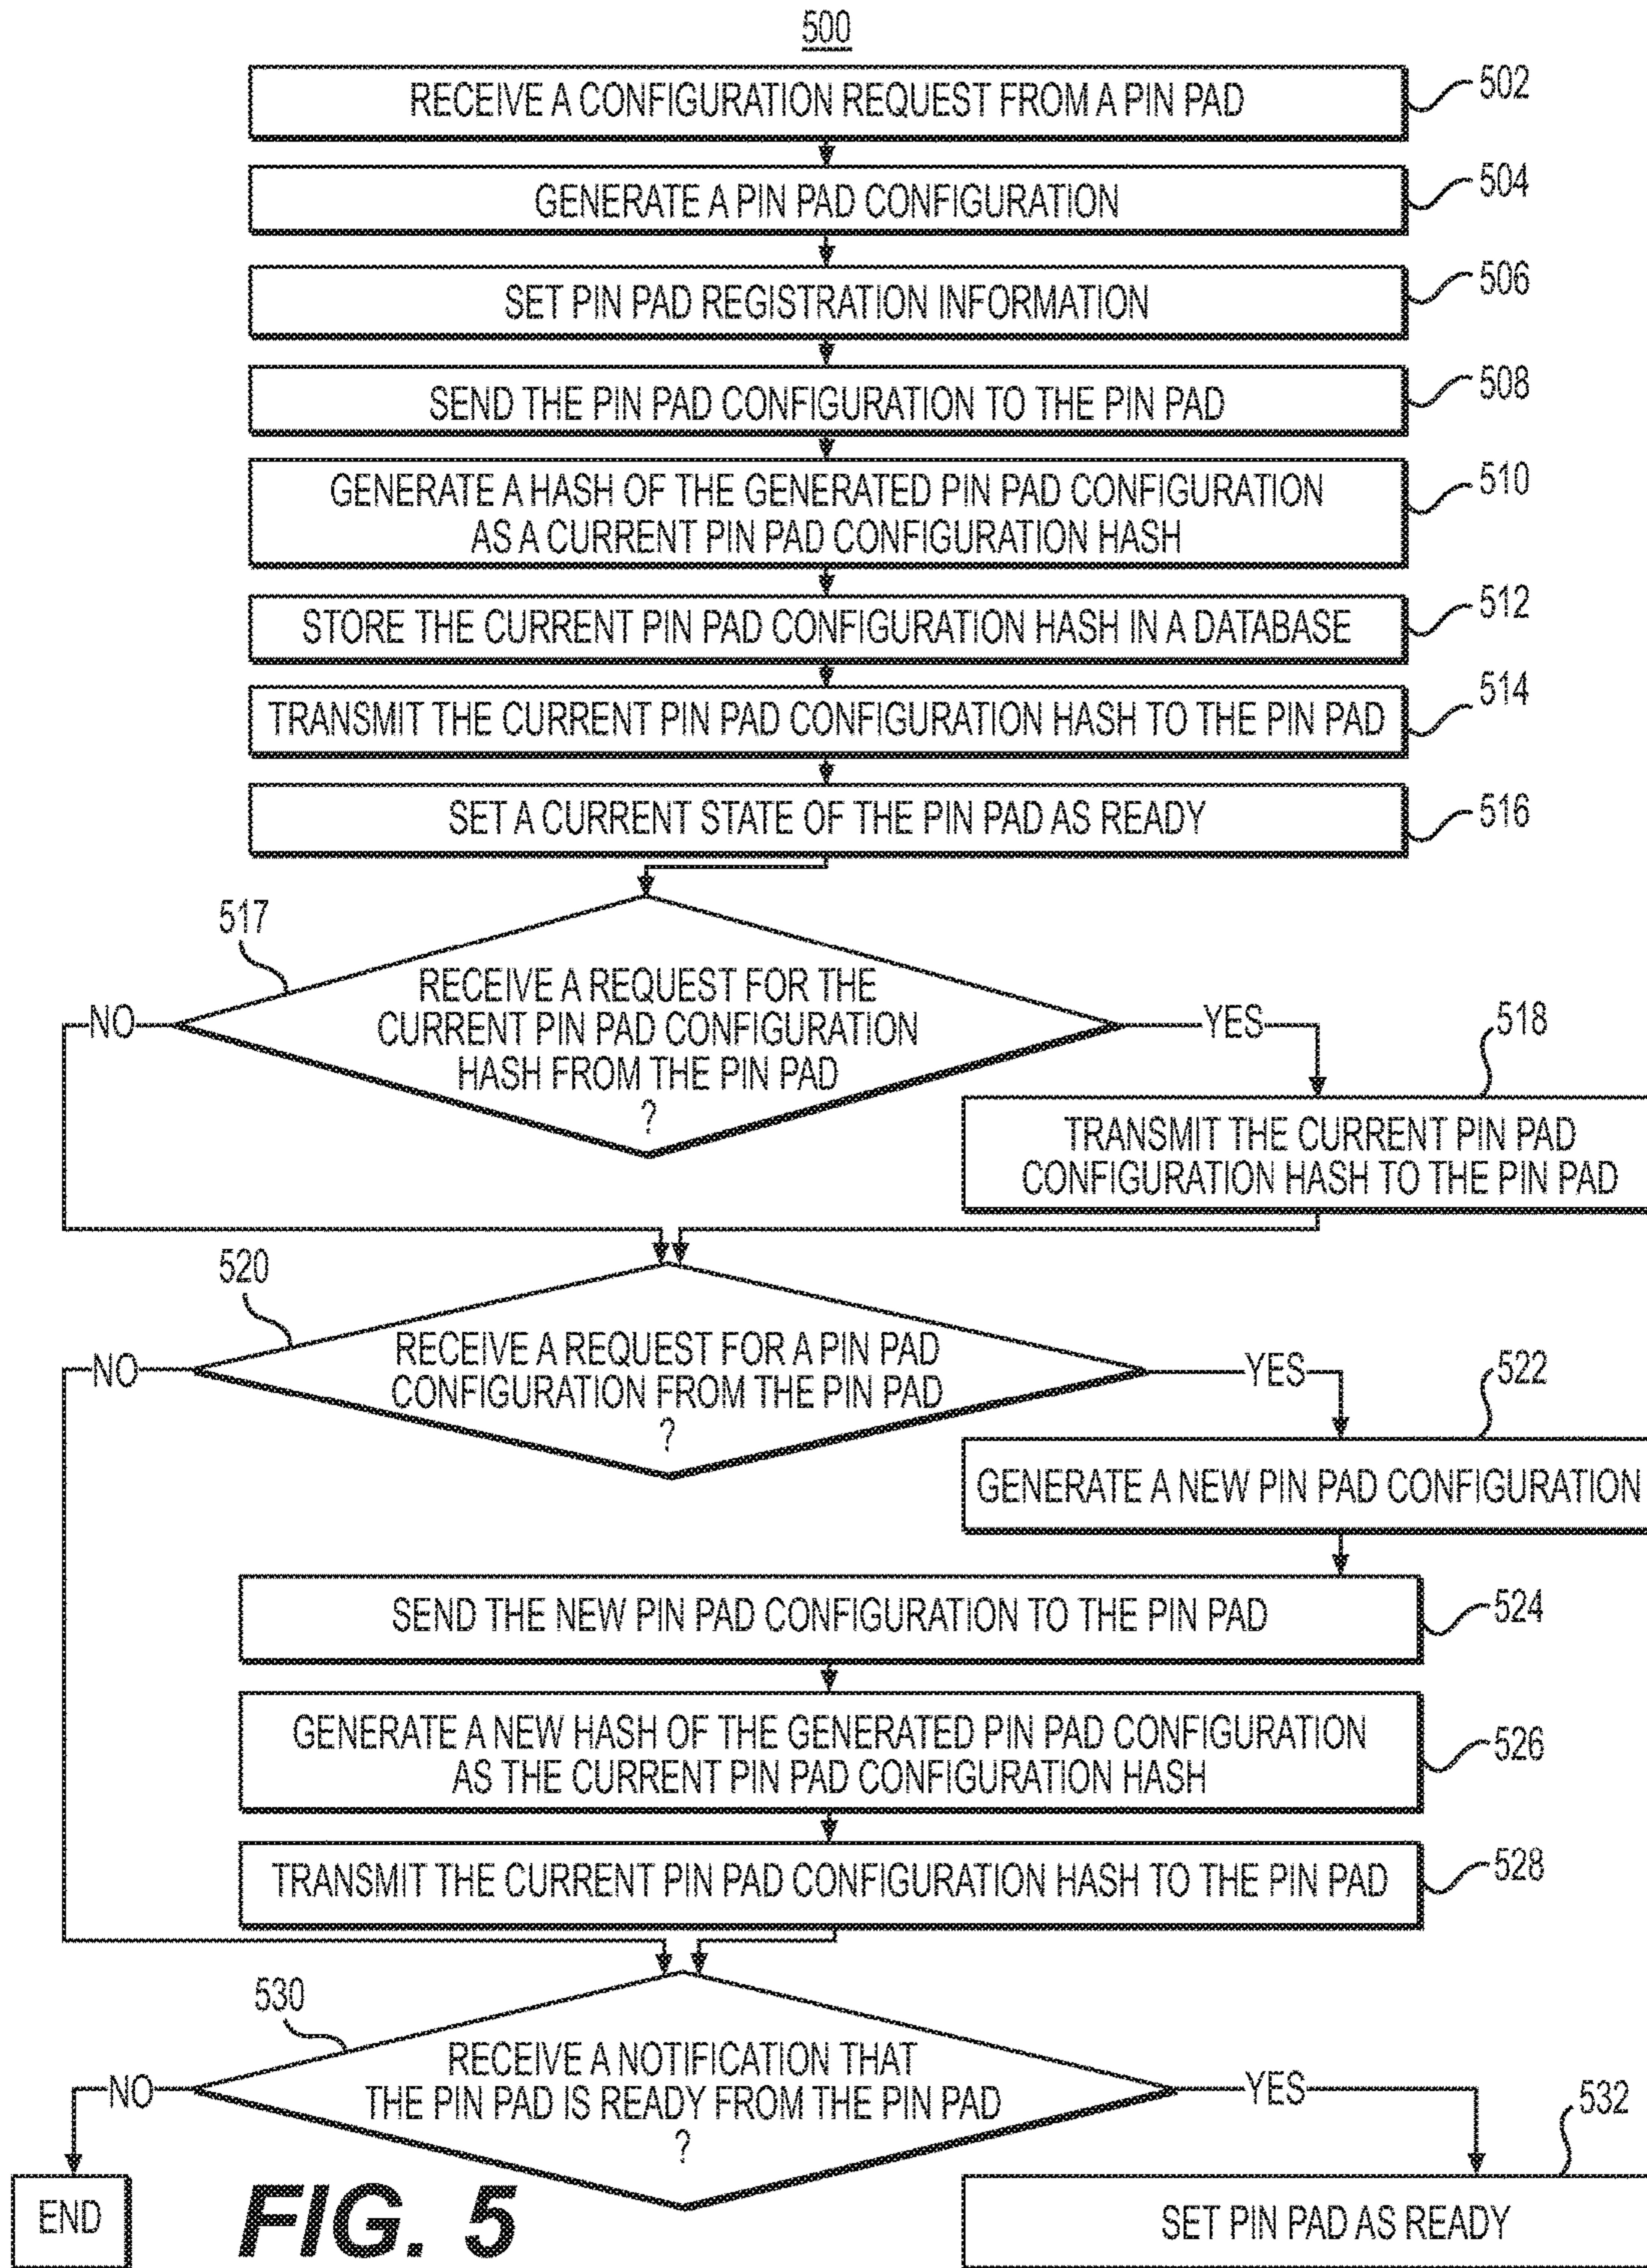 500
RECEIVE A CONFIGURATION REQUEST FROM A PIN PAD
502
GENERATE A PIN PAD CONFIGURATION
504
SET PIN PAD REGISTRATION INFORMATION
506
SEND THE PIN PAD CONFIGURATION TO THE PIN PAD
508
GENERATE A HASH OF THE GENERATED PIN PAD CONFIGURATION
AS A CURRENT PIN PAD CONFIGURATION HASH
510
STORE THE CURRENT PIN PAD CONFIGURATION HASH IN A DATABASE
512
TRANSMIT THE CURRENT PIN PAD CONFIGURATION HASH TO THE PIN PAD
514
SET A CURRENT STATE OF THE PIN PAD AS READY
516
517
RECEIVE A REQUEST FOR THE
CURRENT PIN PAD CONFIGURATION
HASH FROM THE PIN PAD
?
NO
YES
518
TRANSMIT THE CURRENT PIN PAD
CONFIGURATION HASH TO THE PIN PAD
520
RECEIVE A REQUEST FOR A PIN PAD
CONFIGURATION FROM THE PIN PAD
?
NO
YES
522
GENERATE A NEW PIN PAD CONFIGURATION
SEND THE NEW PIN PAD CONFIGURATION TO THE PIN PAD
524
GENERATE A NEW HASH OF THE GENERATED PIN PAD CONFIGURATION
AS THE CURRENT PIN PAD CONFIGURATION HASH
526
TRANSMIT THE CURRENT PIN PAD CONFIGURATION HASH TO THE PIN PAD
528
530
RECEIVE A NOTIFICATION THAT
THE PIN PAD IS READY FROM THE PIN PAD
?
NO
YES
532
END
SET PIN PAD AS READY
FIG. 5